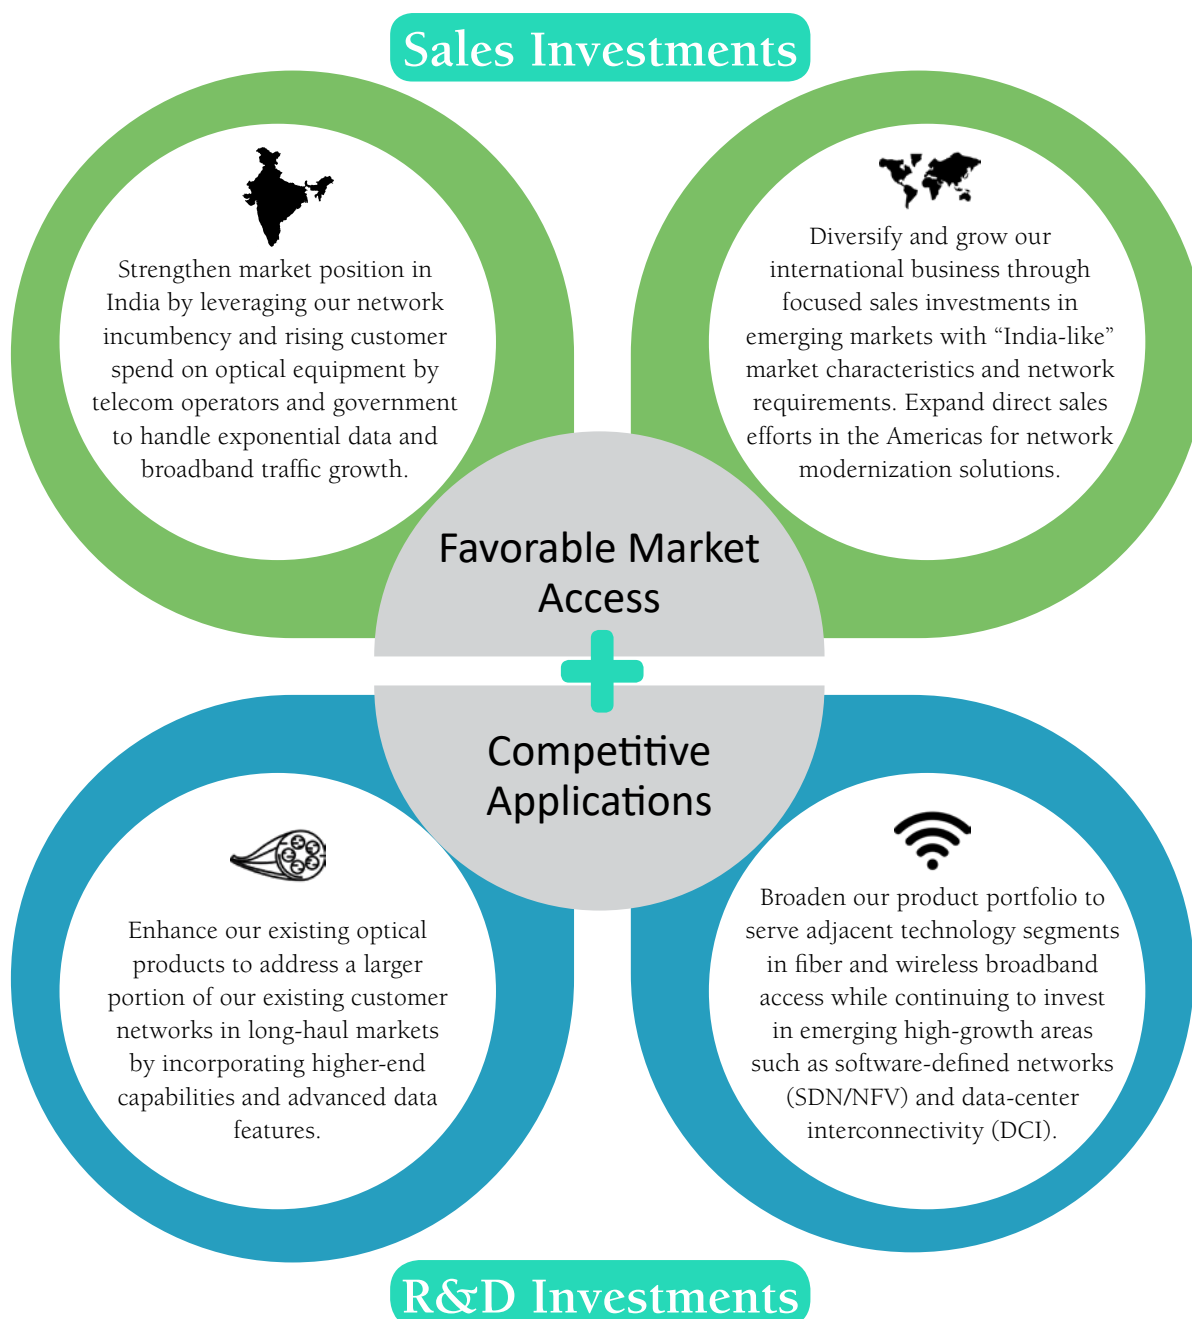 Sales Investments
Strengthen market position in
India by leveraging our network
incumbency and rising customer
spend on optical equipment by
telecom operators and government
to handle exponential data and
broadband traffic growth.
Diversify and grow our
international business through
focused sales investments in
emerging markets with “India-like”
market characteristics and network
requirements. Expand direct sales
efforts in the Americas for network
modernization solutions.
Favorable Market
Access
Competitive
Applications
Enhance our existing optical
products to address a larger
portion of our existing customer
networks in long-haul markets
by incorporating higher-end
capabilities and advanced data
features.
Broaden our product portfolio to
serve adjacent technology segments
in fiber and wireless broadband
access while continuing to invest
in emerging high-growth areas
such as software-defined networks
(SDN/NFV) and data-center
interconnectivity (DCI).
R&D Investments